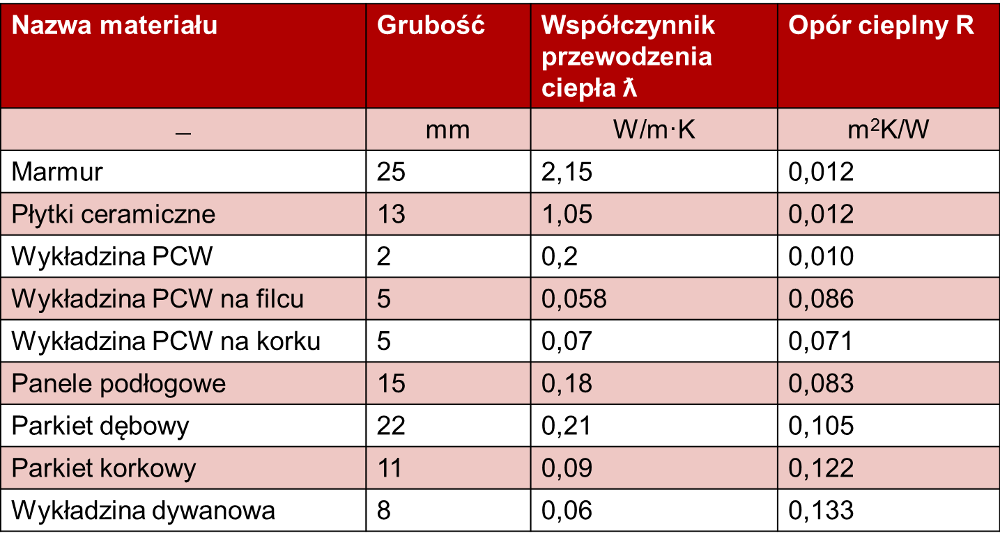 Nazwa materiału Grubość Współczynnik przewodzenia ciepła ƛ Opór cieplny R
– mm W/m·K m²K/W
Marmur 25 2,15 0,012
Płytki ceramiczne 13 1,05 0,012
Wykładzina PCW 2 0,2 0,010
Wykładzina PCW na filcu 5 0,058 0,086
Wykładzina PCW na korku 5 0,07 0,071
Panele podłogowe 15 0,18 0,083
Parkiet dębowy 22 0,21 0,105
Parkiet korkowy 11 0,09 0,122
Wykładzina dywanowa 8 0,06 0,133